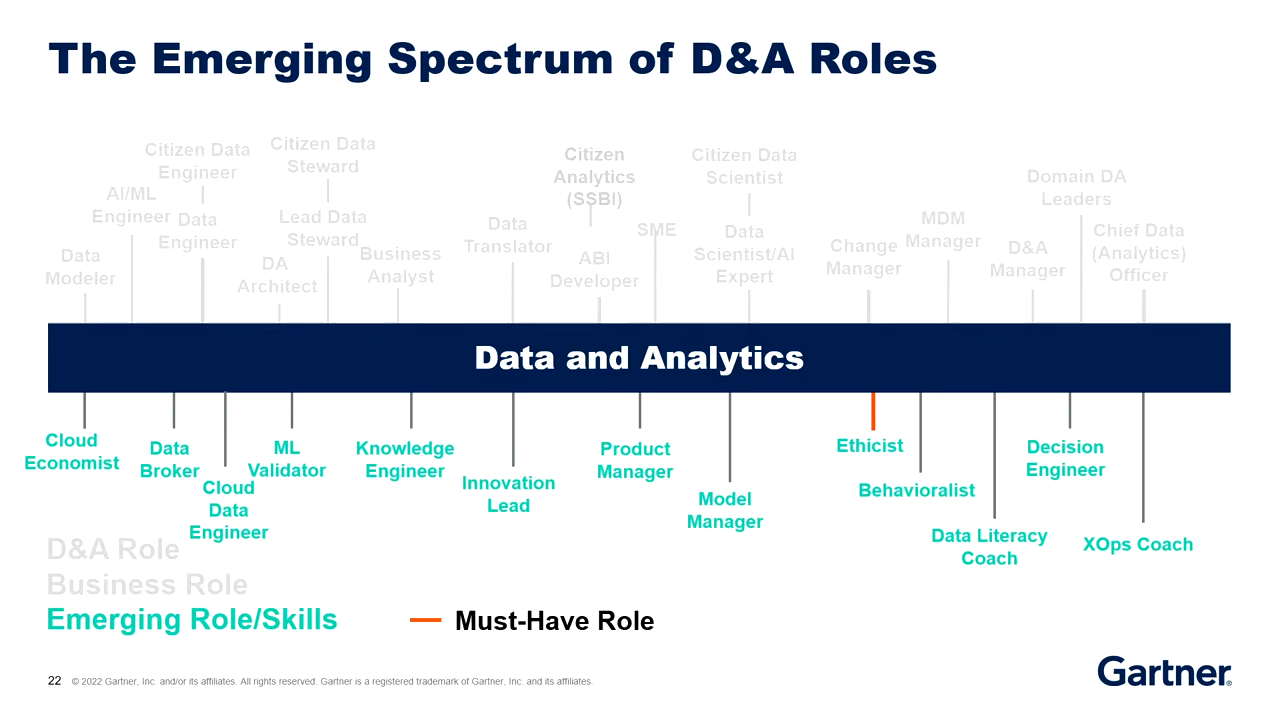 The Emerging Spectrum of D&A Roles
Citizen Data
Engineer
Citizen Data
Steward
Citizen
Analytics
(SSBI)
Citizen Data
Scientist
Domain DA
Leaders
AI/ML
Engineer
Data
Engineer
Lead Data
Steward
Data
Translator
SME
Data
Scientist/AI
Expert
MDM
Manager
Chief Data
(Analytics)
Officer
Data
Modeler
DA
Architect
Business
Analyst
ABI
Developer
Change
Manager
D&A
Manager
Data and Analytics
Cloud
Economist
Data
Broker
Cloud
Data
Engineer
ML
Validator
Knowledge
Engineer
Innovation
Lead
Product
Manager
Model
Manager
Ethicist
Behavioralist
Data Literacy
Coach
Decision
Engineer
XOps Coach
D&A Role
Business Role
Emerging Role/Skills
Must-Have Role
22 © 2022 Gartner, Inc. and/or its affiliates. All rights reserved. Gartner is a registered trademark of Gartner, Inc. and its affiliates.
Gartner®